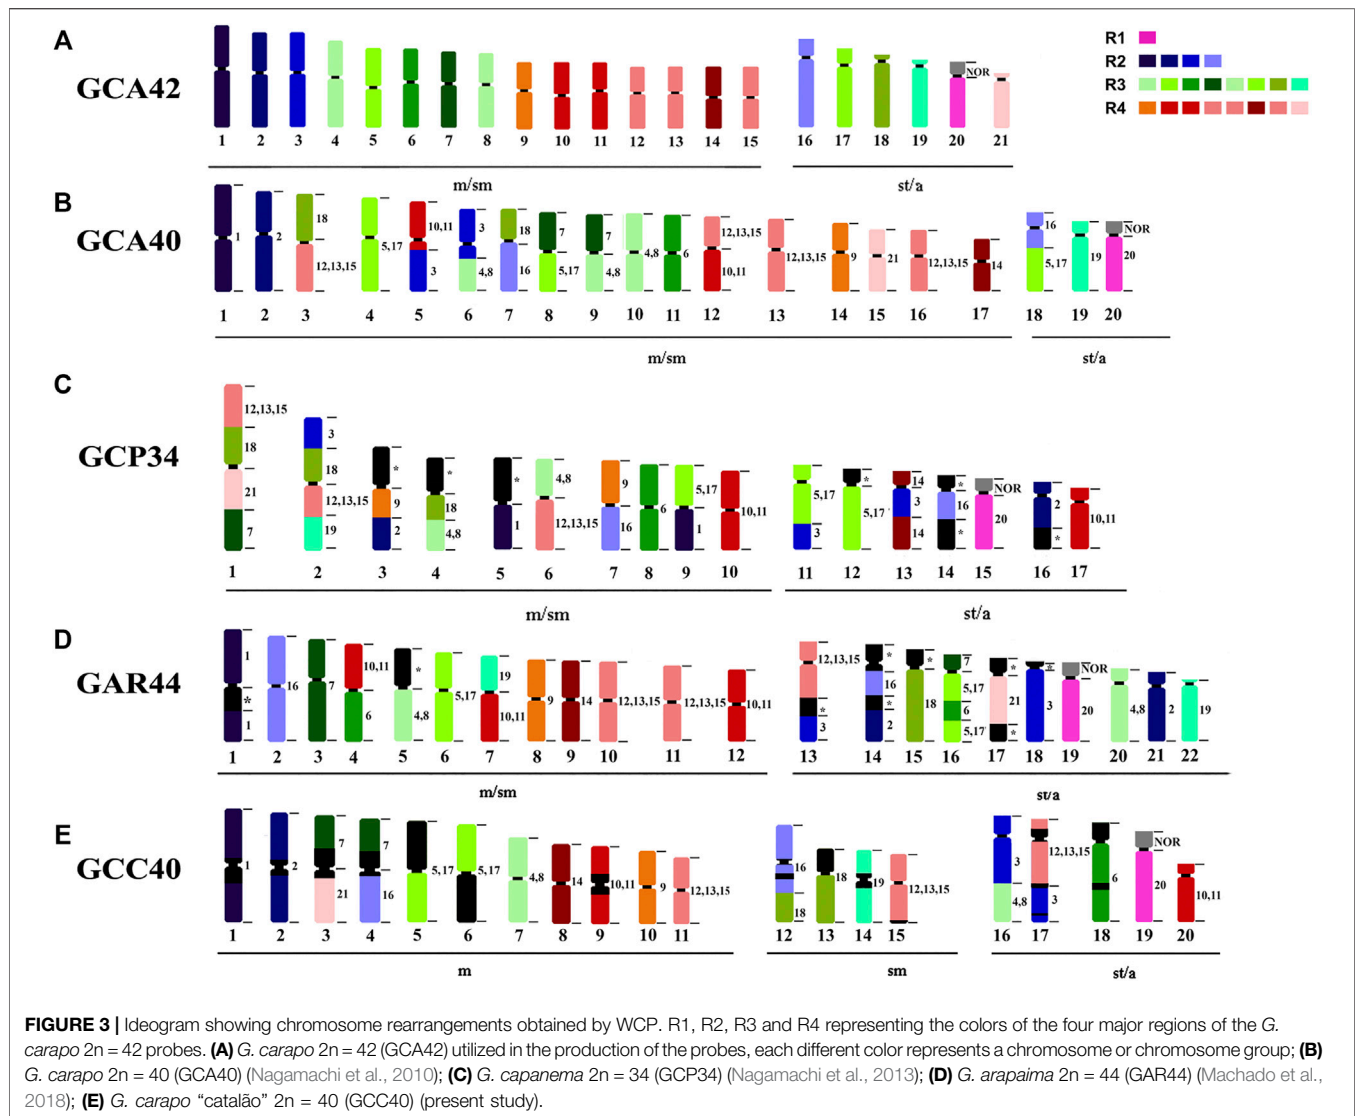 A
GCA42
R1
R2
R3
R4
NOR
1 2 3 4 5 6 7 8 9 10 11 12 13 14 15 16 17 18 19 20 21
m/sm st/a
B
GCA40
1 2 18 12,13,15 5,17 10,11 3 3 4,8 18 16 7 5,17 7 4,8 4,8 6 12,13,15 10,11 12,13,15 9 21 12,13,15 14 16 5,17 19 NOR 20
1 2 3 4 5 6 7 8 9 10 11 12 13 14 15 16 17 18 19 20
m/sm st/a
C
GCP34
12,13,15 18 21 7 3 18 12,13,15 19 * 9 2 * 18 4,8 * 1 4,8 12,13,15 9 16 6 5,17 1 10,11 5,17 3 * 5,17 14 3 14 * 16 * NOR 20 2 * 10,11
1 2 3 4 5 6 7 8 9 10 11 12 13 14 15 16 17
m/sm st/a
D
GAR44
1 * 1 16 7 10,11 6 * 4,8 5,17 19 10,11 9 14 12,13,15 12,13,15 10,11 12,13,15 * 3 * 16 * 2 * 18 7 5,17 6 5,17 * 21 * * 3 NOR 20 4,8 2 19
1 2 3 4 5 6 7 8 9 10 11 12 13 14 15 16 17 18 19 20 21 22
m/sm st/a
E
GCC40
1 2 7 21 7 16 5,17 5,17 4,8 14 10,11 9 12,13,15 16 18 18 19 12,13,15 3 4,8 12,13,15 3 6 NOR 20 10,11
1 2 3 4 5 6 7 8 9 10 11 12 13 14 15 16 17 18 19 20
m sm st/a
FIGURE 3 | Ideogram showing chromosome rearrangements obtained by WCP. R1, R2, R3 and R4 representing the colors of the four major regions of the G.
carapo 2n = 42 probes. (A) G. carapo 2n = 42 (GCA42) utilized in the production of the probes, each different color represents a chromosome or chromosome group; (B)
G. carapo 2n = 40 (GCA40) (Nagamachi et al., 2010); (C) G. capanema 2n = 34 (GCP34) (Nagamachi et al., 2013); (D) G. arapaima 2n = 44 (GAR44) (Machado et al.,
2018); (E) G. carapo “catalão” 2n = 40 (GCC40) (present study).